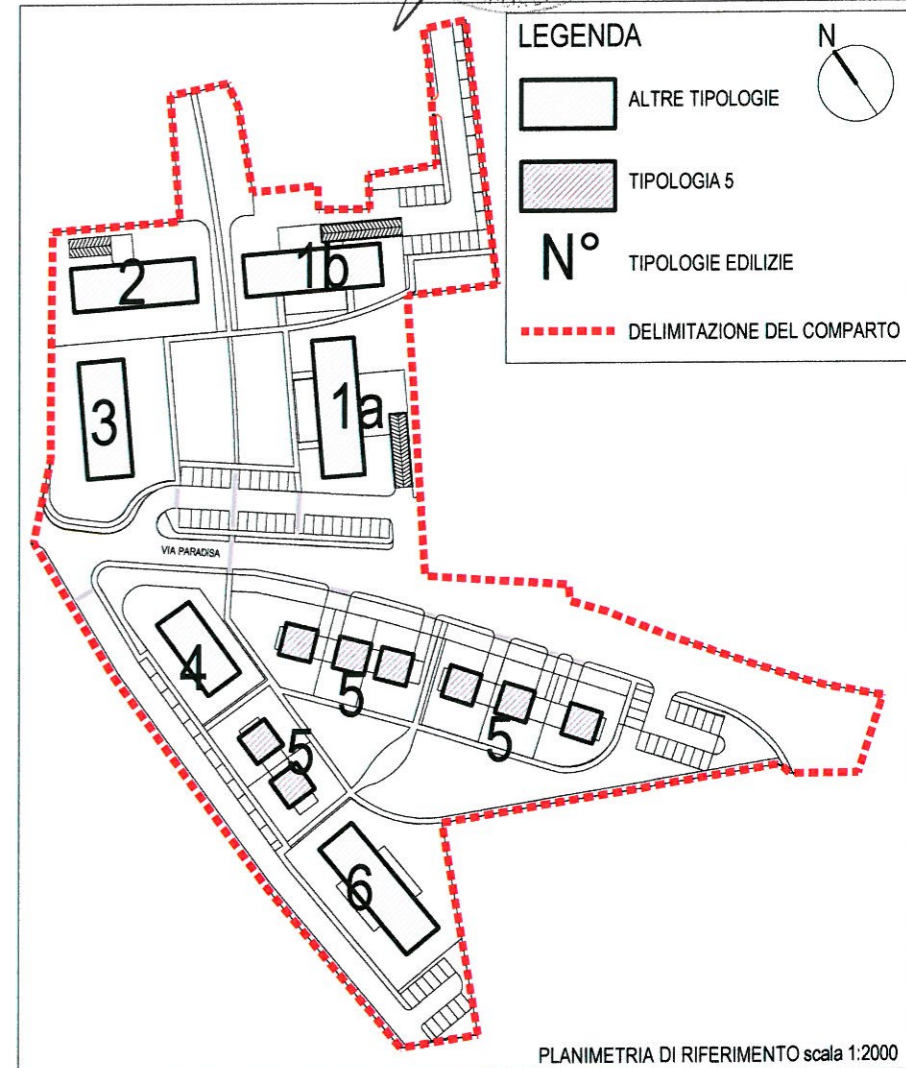 LEGENDA
N
ALTRE TIPOLOGIE
TIPOLOGIA 5
N° TIPOLOGIE EDILIZIE
DELIMITAZIONE DEL COMPARTO
2
1b
3
1a
VIA PARADISA
4
5
5
5
6
PLANIMETRIA DI RIFERIMENTO scala 1:2000